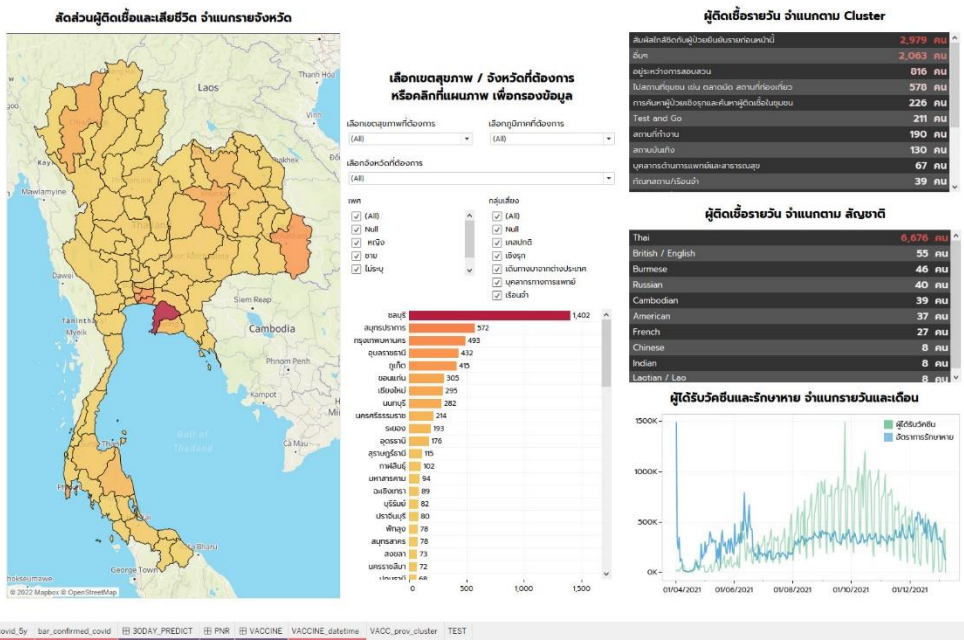 สัดส่วนผู้ติดเชื้อและเสียชีวิต จำแนกรายจังหวัด
Laos
Thanh Hóa
Vinh
Mawlamyine
Dawei
Myeik
Siem Reap
Cambodia
Phnom Penh
Kampot
Gulf of Thailand
Cà Mau
George Town
© 2022 Mapbox © OpenStreetMap
เลือกเขตสุขภาพ / จังหวัดที่ต้องการ
หรือคลิกที่แผนภาพ เพื่อกรองข้อมูล
เลือกเขตสุขภาพที่ต้องการ
(All)
เลือกภูมิภาคที่ต้องการ
(All)
เลือกจังหวัดที่ต้องการ
(All)
เพศ
(All)
Null
หญิง
ชาย
ไม่ระบุ
กลุ่มเสี่ยง
(All)
Null
เคสปกติ
เชิงรุก
เดินทางมาจากต่างประเทศ
บุคลากรทางการแพทย์
เรือนจำ
ชลบุรี 1,402
สมุทรปราการ 572
กรุงเทพมหานคร 493
อุบลราชธานี 432
ภูเก็ต 415
ขอนแก่น 305
เชียงใหม่ 295
นนทบุรี 282
นครศรีธรรมราช 214
ระยอง 193
อุดรธานี 176
สุราษฎร์ธานี 115
กาฬสินธุ์ 102
มหาสารคาม 94
ฉะเชิงเทรา 89
บุรีรัมย์ 82
ปราจีนบุรี 80
พัทลุง 78
สมุทรสาคร 78
สงขลา 73
นครราชสีมา 72
ปทุมธานี 68
0 500 1,000 1,500
ผู้ติดเชื้อรายวัน จำแนกตาม Cluster
สัมผัสใกล้ชิดกับผู้ป่วยยืนยันรายก่อนหน้านี้ 2,979 คน
อื่นๆ 2,063 คน
อยู่ระหว่างการสอบสวน 816 คน
ไปสถานที่ชุมชน เช่น ตลาดนัด สถานที่ท่องเที่ยว 578 คน
การค้นหาผู้ป่วยเชิงรุกและค้นหาผู้ติดเชื้อในชุมชน 226 คน
Test and Go 211 คน
สถานที่ทำงาน 190 คน
สถานบันเทิง 130 คน
บุคลากรด้านการแพทย์และสาธารณสุข 67 คน
ทัณฑสถาน/เรือนจำ 39 คน
ผู้ติดเชื้อรายวัน จำแนกตาม สัญชาติ
Thai 6,676 คน
British / English 55 คน
Burmese 46 คน
Russian 40 คน
Cambodian 39 คน
American 37 คน
French 27 คน
Chinese 8 คน
Indian 8 คน
Laotian / Lao 8 คน
ผู้ได้รับวัคซีนและรักษาหาย จำแนกรายวันและเดือน
ผู้ได้รับวัคซีน
อัตราการรักษาหาย
1500K
1000K
500K
0K
01/04/2021 01/06/2021 01/08/2021 01/10/2021 01/12/2021
covid_5y bar_confirmed_covid 30DAY_PREDICT PNR VACCINE VACCINE_datetime VACC_prov_cluster TEST